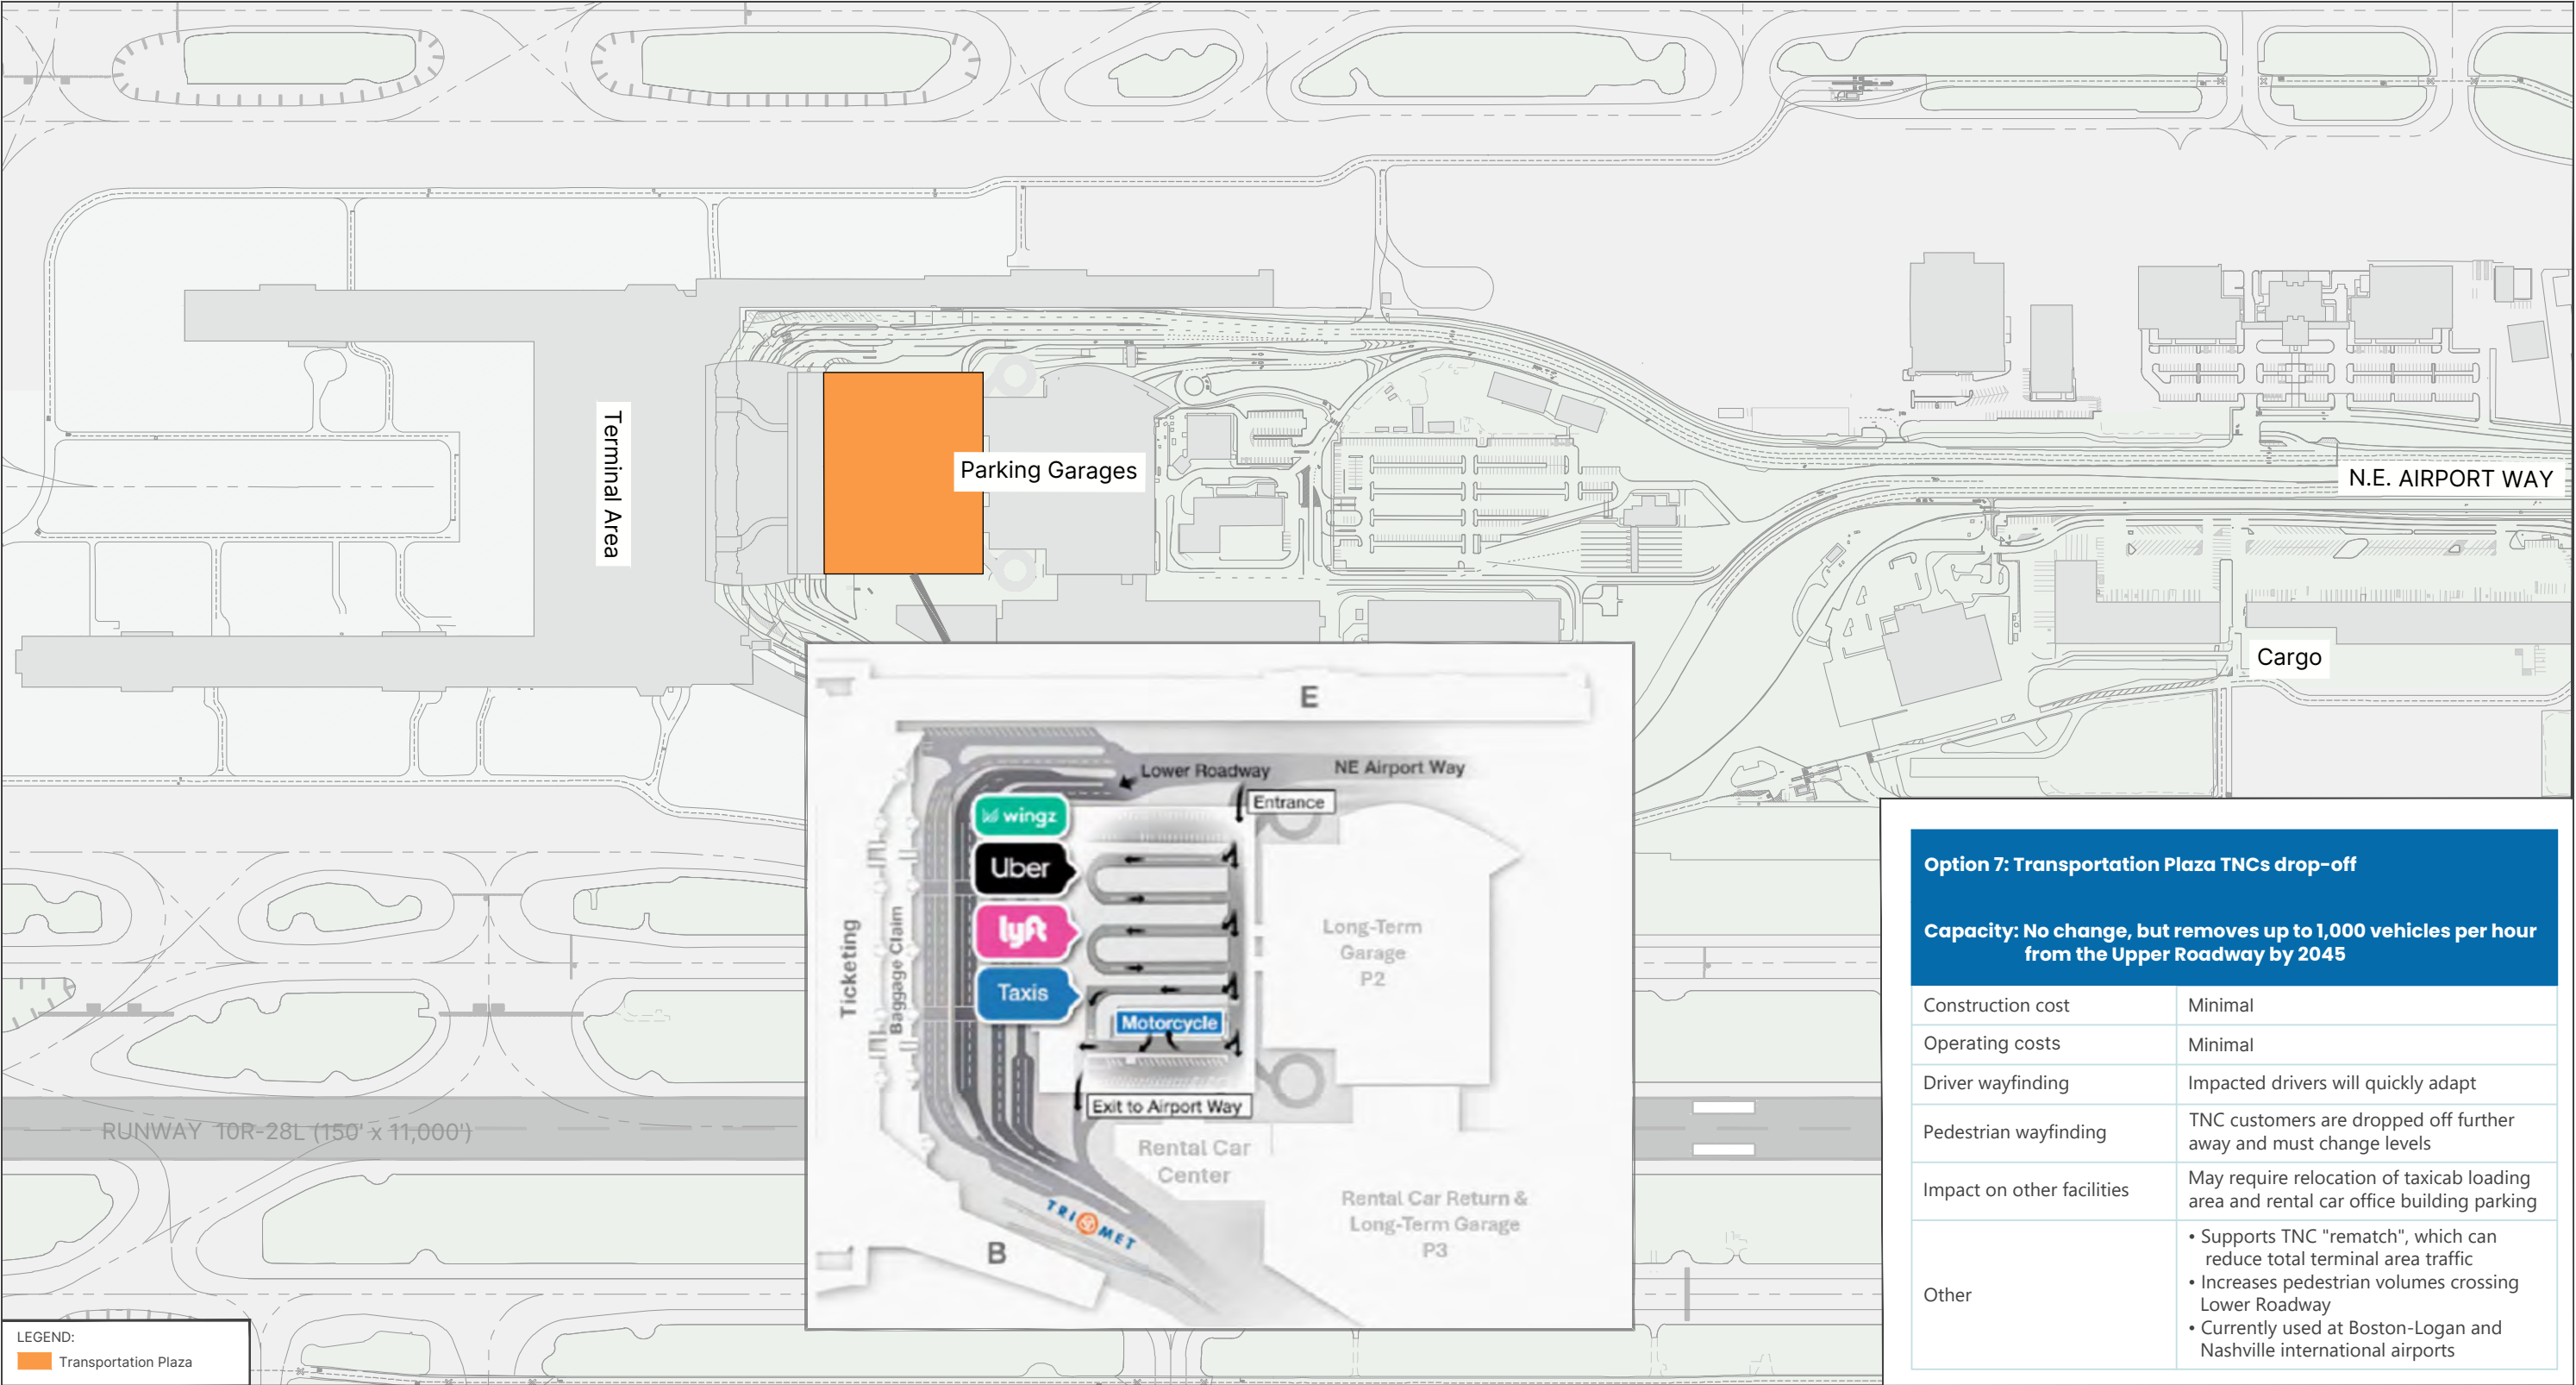 Terminal Area
Parking Garages
N.E. AIRPORT WAY
Cargo
RUNWAY 10R-28L (150' x 11,000')
E
Lower Roadway
NE Airport Way
Entrance
wingz
Uber
lyft
Taxis
Motorcycle
Ticketing
Baggage Claim
Long-Term
Garage
P2
Exit to Airport Way
Rental Car
Center
Rental Car Return &
Long-Term Garage
P3
TRI MET
B
LEGEND:
Transportation Plaza
Option 7: Transportation Plaza TNCs drop-off
Capacity: No change, but removes up to 1,000 vehicles per hour
from the Upper Roadway by 2045
Construction cost
Minimal
Operating costs
Minimal
Driver wayfinding
Impacted drivers will quickly adapt
Pedestrian wayfinding
TNC customers are dropped off further
away and must change levels
Impact on other facilities
May require relocation of taxicab loading
area and rental car office building parking
Other
• Supports TNC "rematch", which can
reduce total terminal area traffic
• Increases pedestrian volumes crossing
Lower Roadway
• Currently used at Boston-Logan and
Nashville international airports